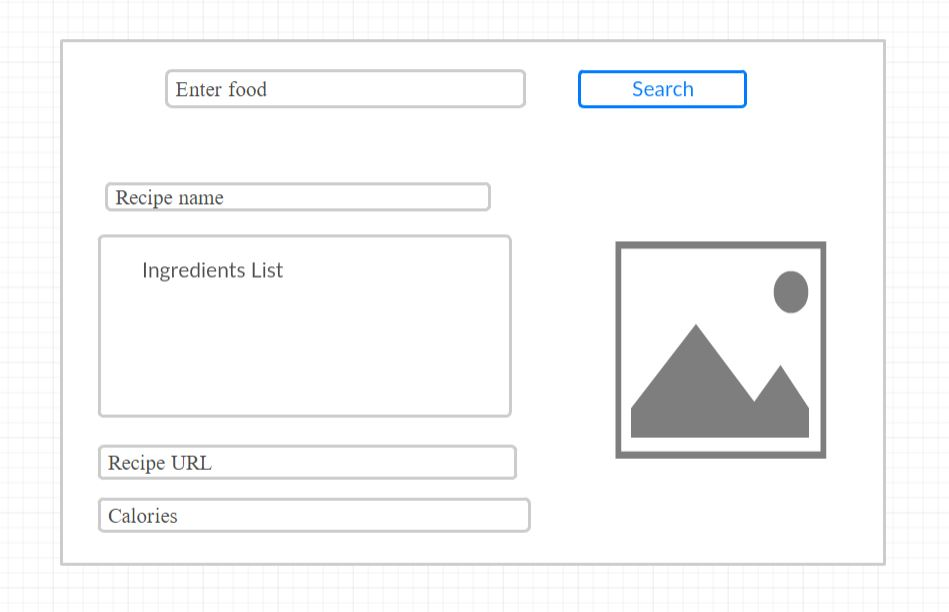 Enter food
Search
Recipe name
Ingredients List
Recipe URL
Calories